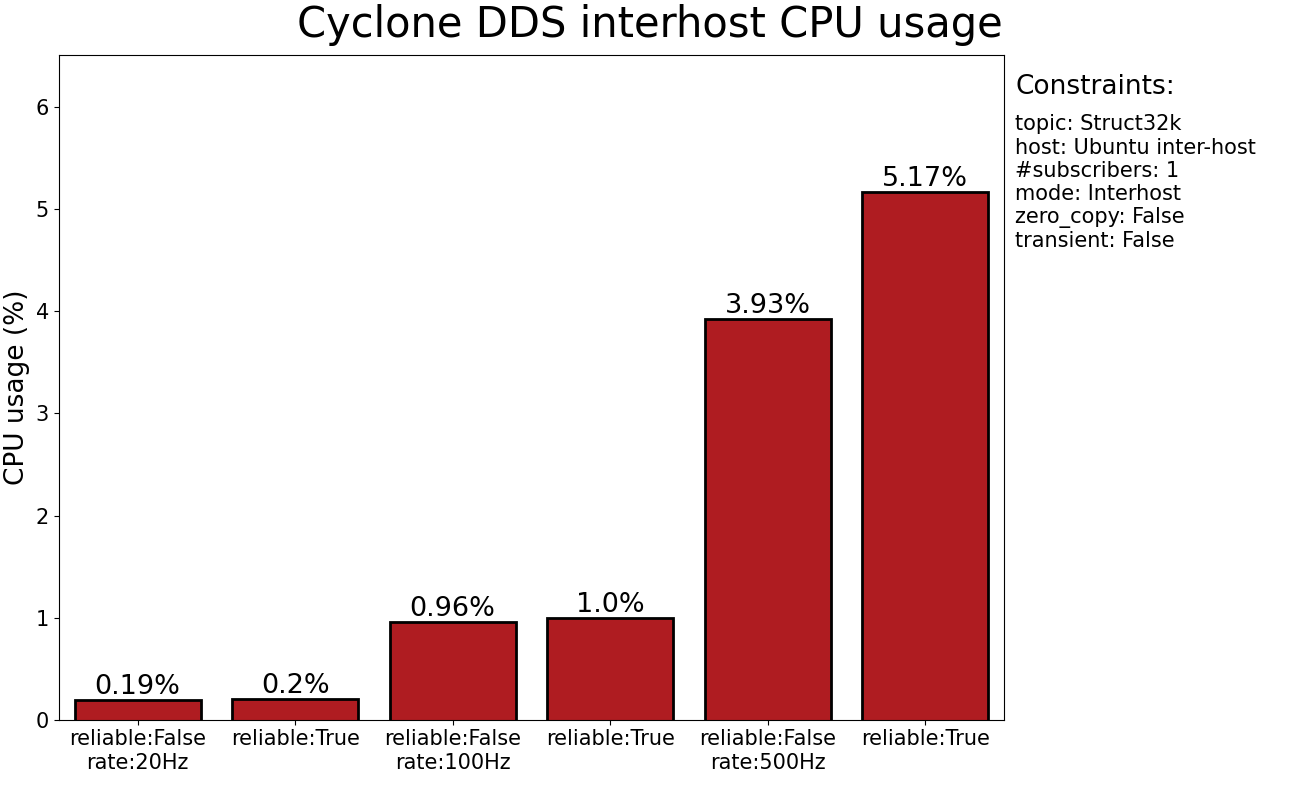 Cyclone DDS interhost CPU usage
CPU usage (%)
6
5
4
3
2
1
0
0.19%
0.2%
0.96%
1.0%
3.93%
5.17%
reliable:False
rate:20Hz
reliable:True
reliable:False
rate:100Hz
reliable:True
reliable:False
rate:500Hz
reliable:True
Constraints:
topic: Struct32k
host: Ubuntu inter-host
#subscribers: 1
mode: Interhost
zero_copy: False
transient: False